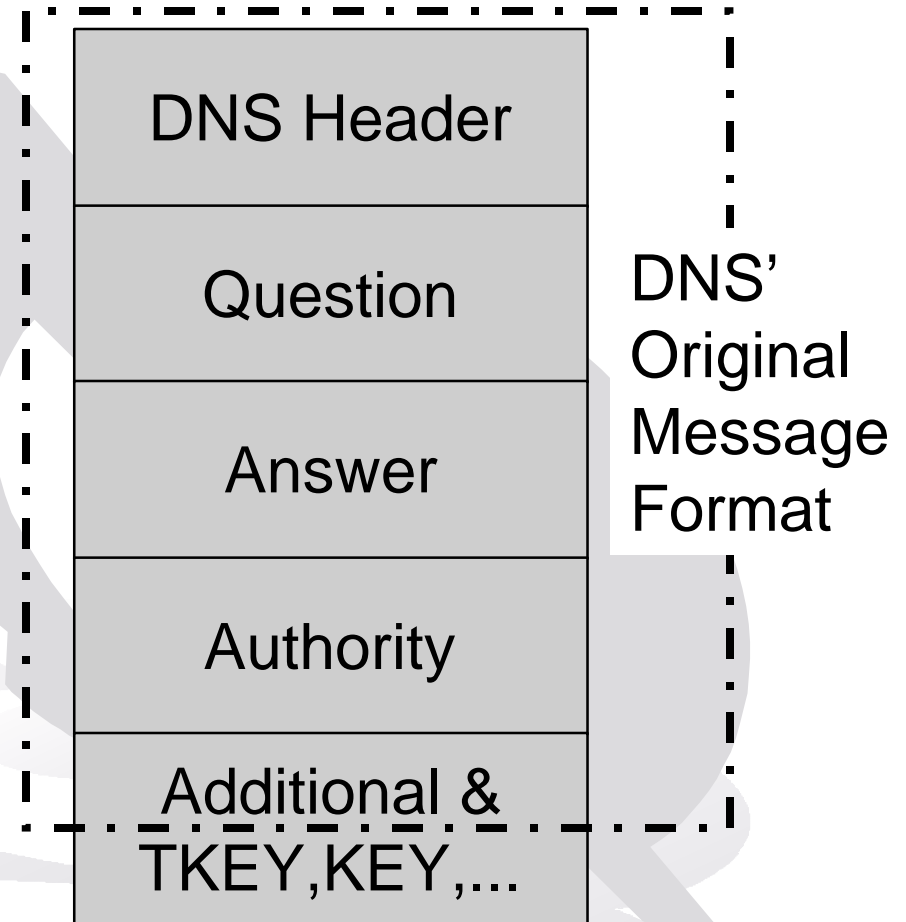 DNS Header
Question
Answer
Authority
Additional &
TKEY,KEY,...
DNS’
Original
Message
Format